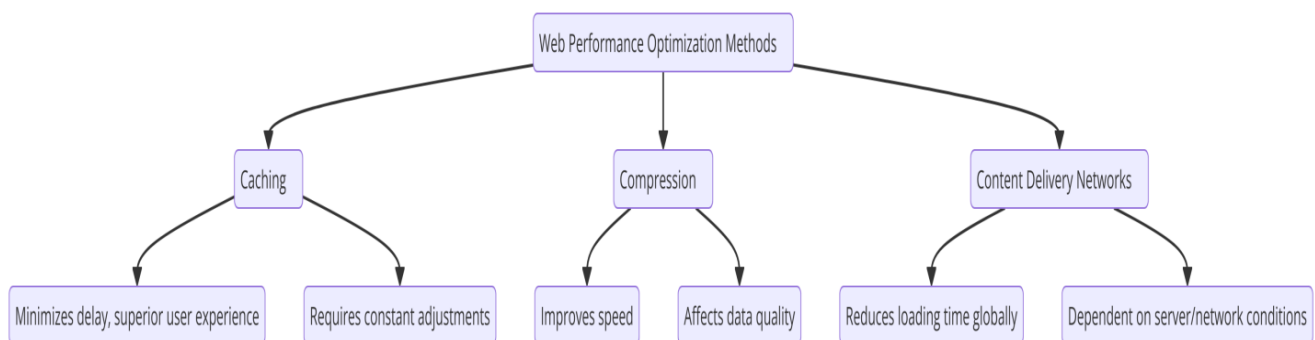 Web Performance Optimization Methods
Caching
Compression
Content Delivery Networks
Minimizes delay, superior user experience
Requires constant adjustments
Improves speed
Affects data quality
Reduces loading time globally
Dependent on server/network conditions